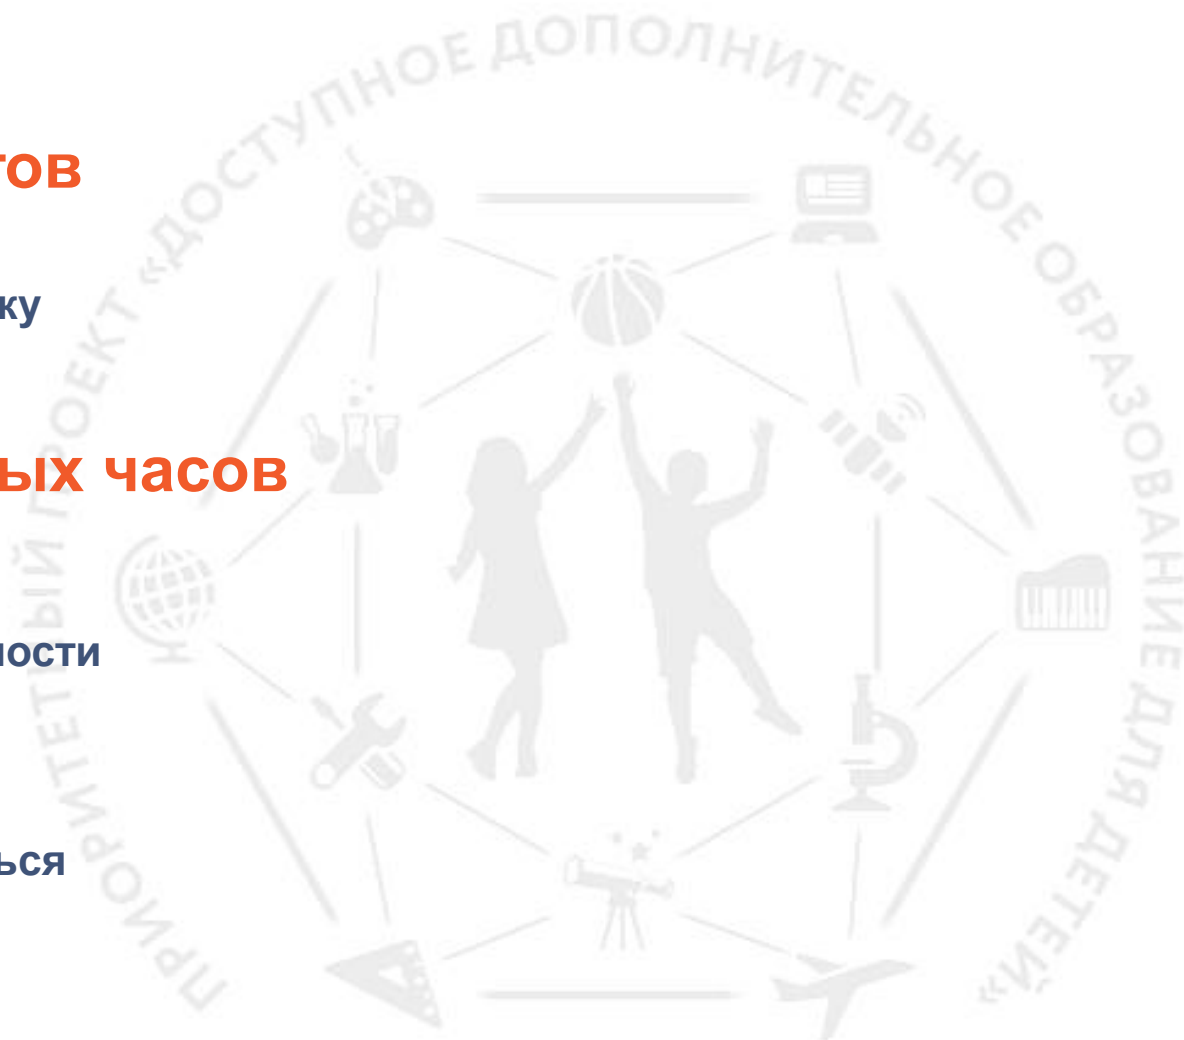 ПРИОРИТЕТНЫЙ ПРОЕКТ «ДОСТУПНОЕ ДОПОЛНИТЕЛЬНОЕ ОБРАЗОВАНИЕ ДЛЯ ДЕТЕЙ»
тов
ку
ых часов
ности
ься